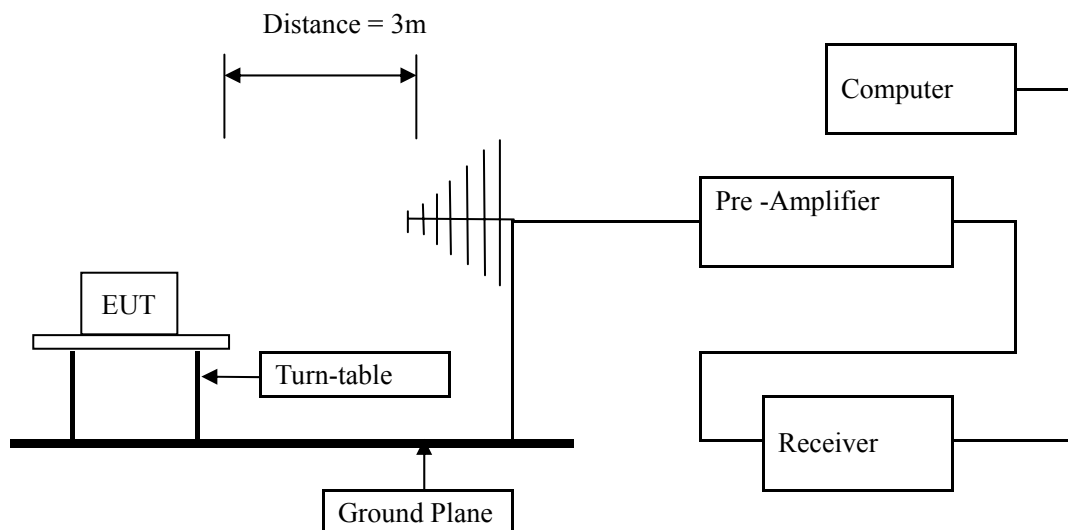 Distance = 3m
Computer
Pre -Amplifier
EUT
Turn-table
Receiver
Ground Plane